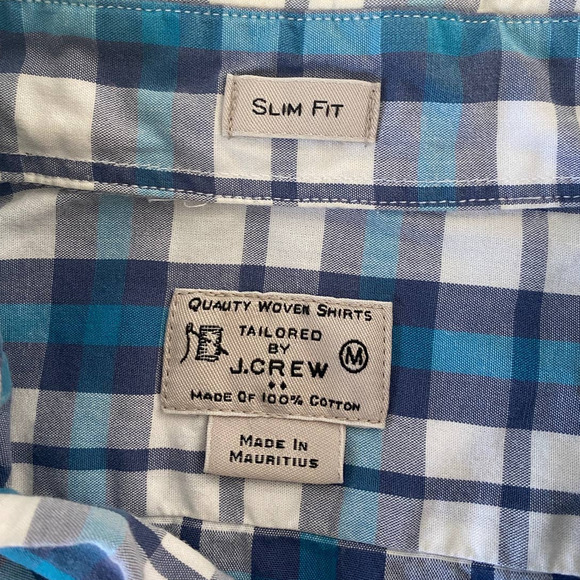 SLIM FIT
QUALITY WOVEN SHIRTS
TAILORED
BY
J.CREW
M
MADE OF 100% COTTON
MADE IN
MAURITIUS